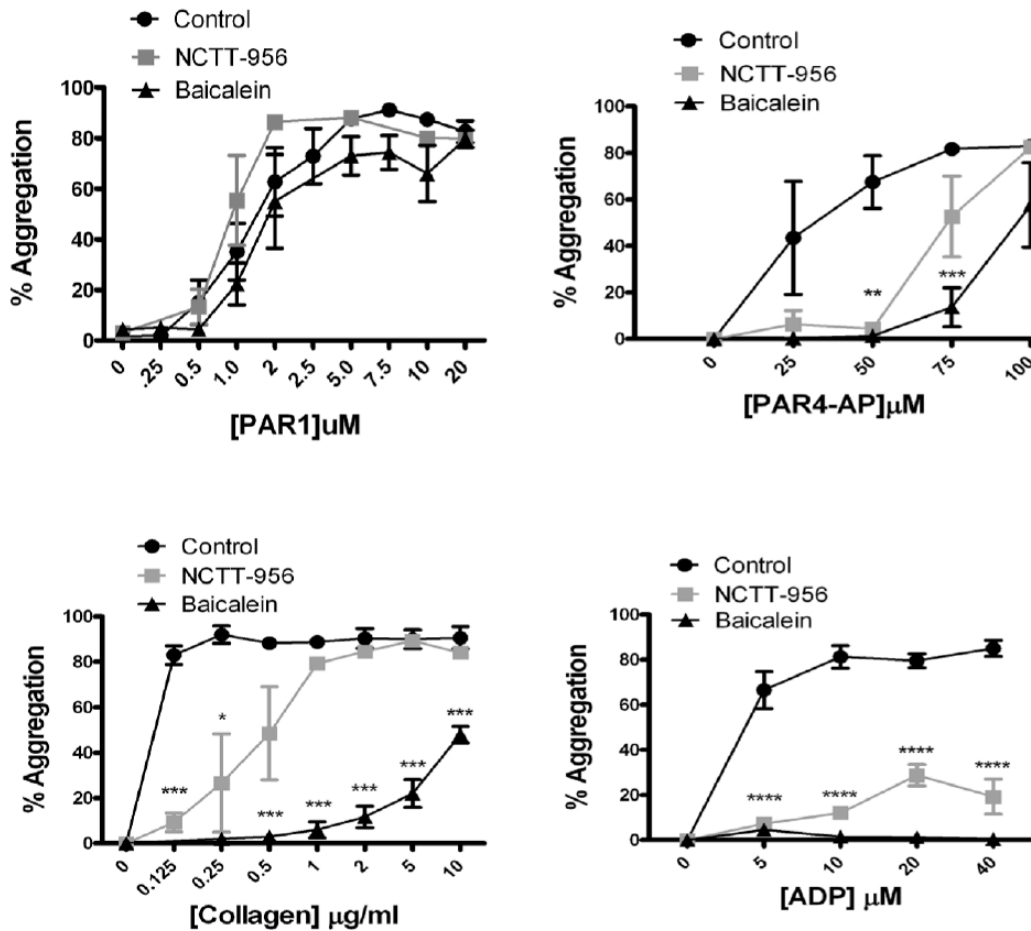 Control
NCTT-956
Baicalein
100
80
60
40
20
0
% Aggregation
0 .25 0.5 1.0 2 2.5 5.0 7.5 10 20
[PAR1]uM
Control
NCTT-956
Baicalein
100
80
60
40
20
0
% Aggregation
**
***
0 25 50 75 100
[PAR4-AP]μM
Control
NCTT-956
Baicalein
100
80
60
40
20
0
% Aggregation
***
*
***
***
***
***
***
0 0.125 0.25 0.5 1 2 5 10
[Collagen] μg/ml
Control
NCTT-956
Baicalein
100
80
60
40
20
0
% Aggregation
****
****
****
****
0 5 10 20 40
[ADP] μM